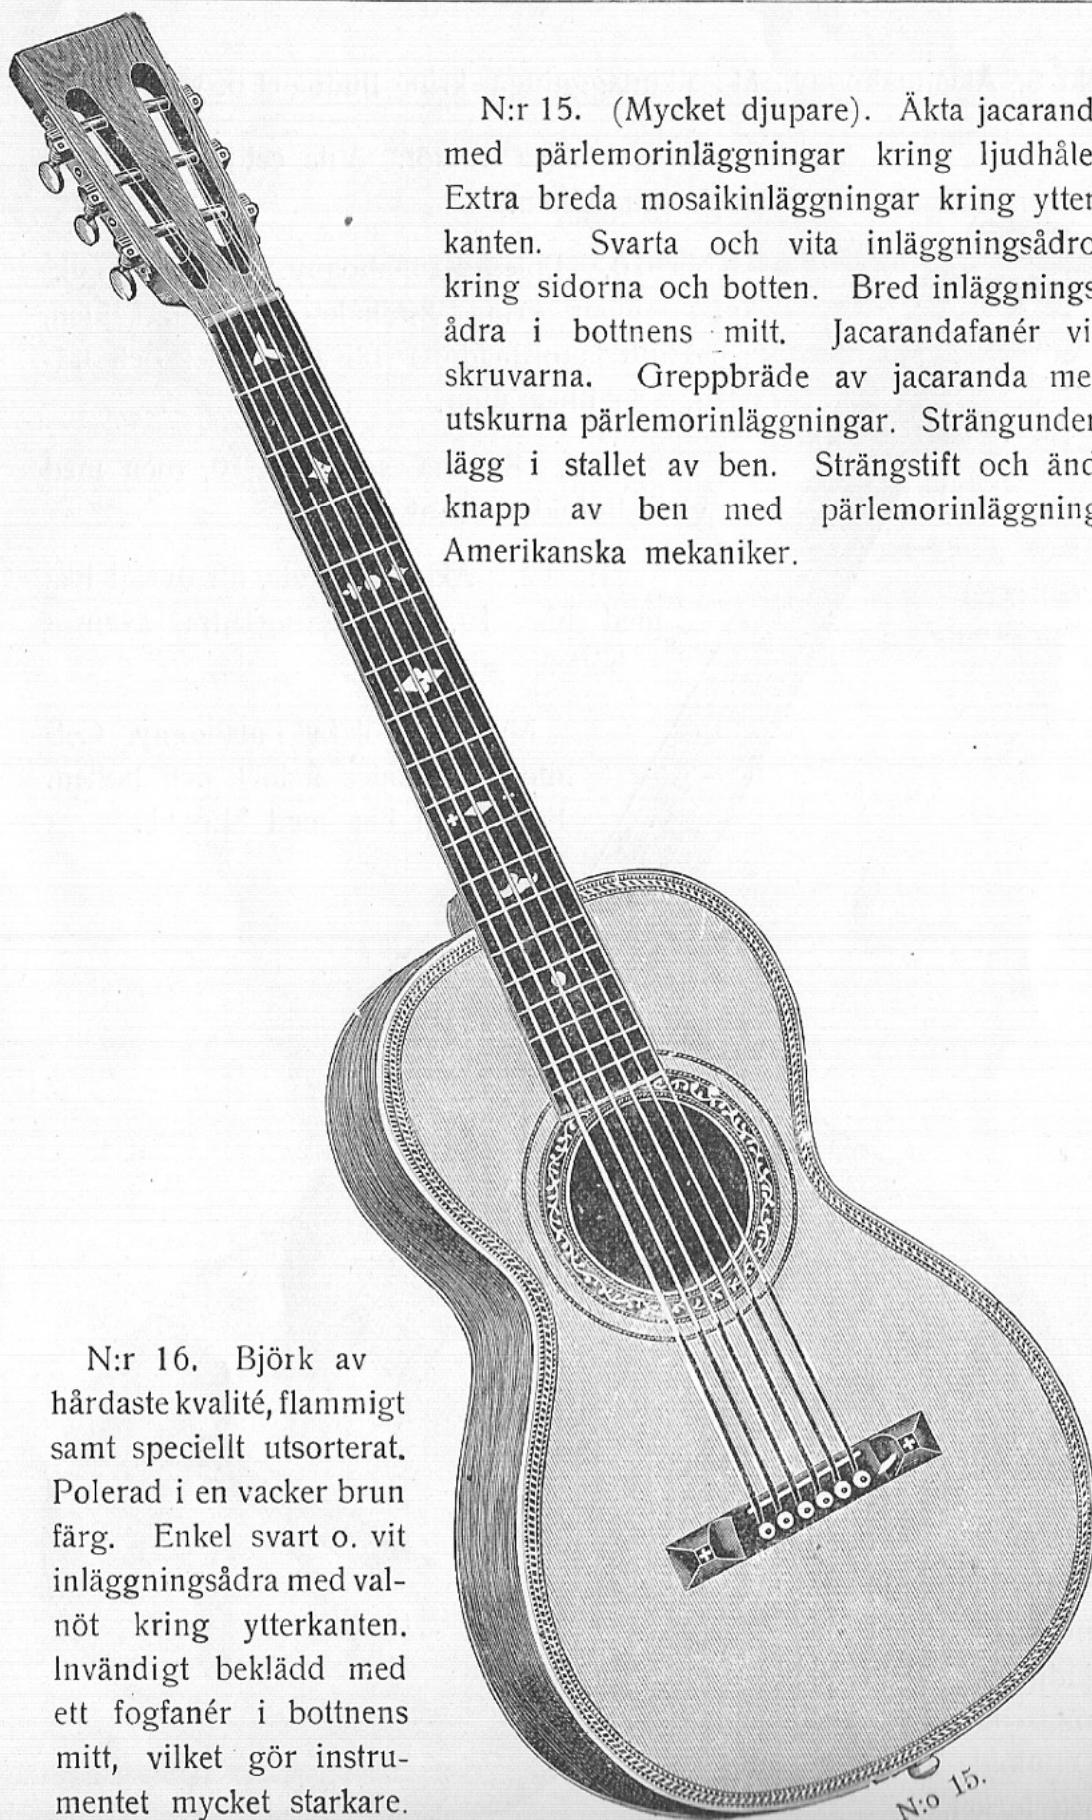 N:r 15. (Mycket djupare). Äkta jacarand
med pärlemorinläggningar kring ljudhåle
Extra breda mosaikinläggningar kring ytter
kanten. Svarta och vita inläggningsådro
kring sidorna och botten. Bred inläggnings
ådra i bottnens mitt. Jacarandafanér vi
skruvarna. Greppbräde av jacaranda me
utskurna pärlemorinläggningar. Strängunder
lägg i stallet av ben. Strängstift och änd
knapp av ben med pärlemorinläggning
Amerikanska mekaniker.
N:r 16. Björk av
hårdaste kvalité, flammigt
samt speciellt utsorterat.
Polerad i en vacker brun
färg. Enkel svart o. vit
inläggningsådra med val-
nöt kring ytterkanten.
Invändigt beklädd med
ett fogfanér i bottnens
mitt, vilket gör instru-
mentet mycket starkare.
N:o 15.